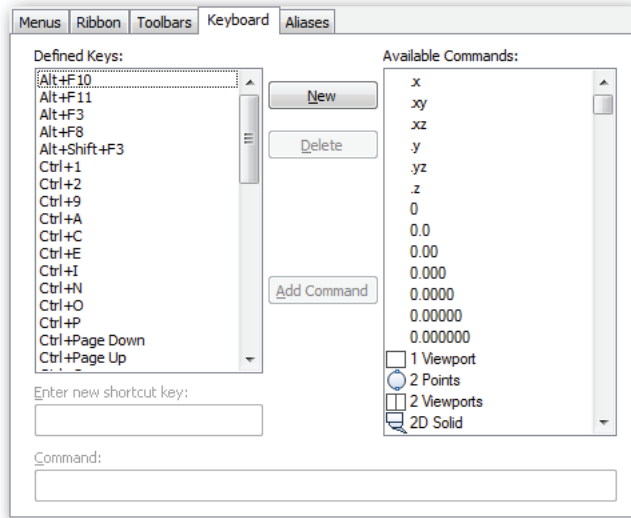 Menus Ribbon Toolbars Keyboard Aliases
Defined Keys:
Alt+F10
Alt+F11
Alt+F3
Alt+F8
Alt+Shift+F3
Ctrl+1
Ctrl+2
Ctrl+9
Ctrl+A
Ctrl+C
Ctrl+E
Ctrl+I
Ctrl+N
Ctrl+O
Ctrl+P
Ctrl+Page Down
Ctrl+Page Up
New
Delete
Add Command
Available Commands:
.x
.xy
.xz
.y
.yz
.z
0
0.0
0.00
0.000
0.0000
0.00000
0.000000
1 Viewport
2 Points
2 Viewports
2D Solid
Enter new shortcut key:
Command: